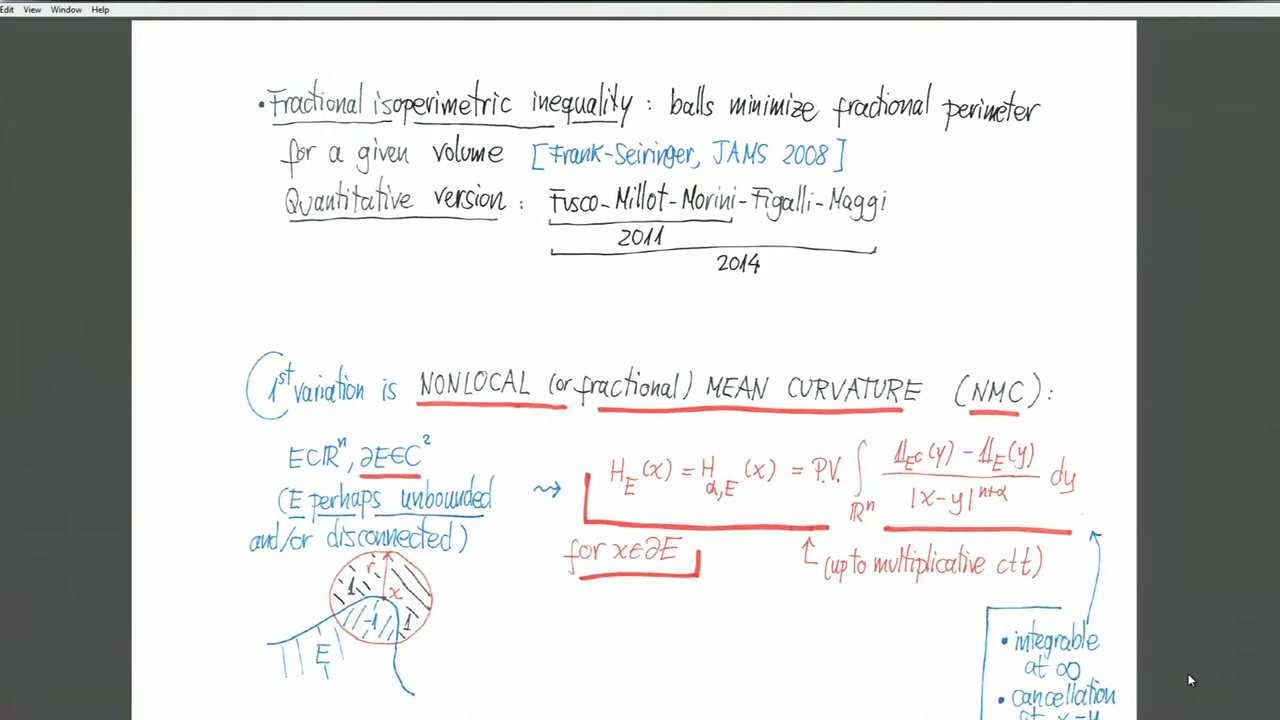 Edit View Window Help
• Fractional isoperimetric inequality : balls minimize fractional perimeter
for a given volume [Frank-Seiringer, JAMS 2008]
Quantitative version : Fusco-Millot-Morini-Figalli-Maggi
2011
2014
1st variation is NONLOCAL (or fractional) MEAN CURVATURE (NMC) :
E⊂ℝⁿ, ∂E∈C²
(E perhaps unbounded
and/or disconnected)
⇝ H_E(x) = H_{α,E}(x) = P.V. ∫_{ℝⁿ} (𝟙_{E^c}(y) − 𝟙_E(y)) / |x−y|^{n+α} dy
for x∈∂E
(up to multiplicative ctt)
r
1 x
-1 1
E
• integrable
at ∞
• cancellation
at x=y